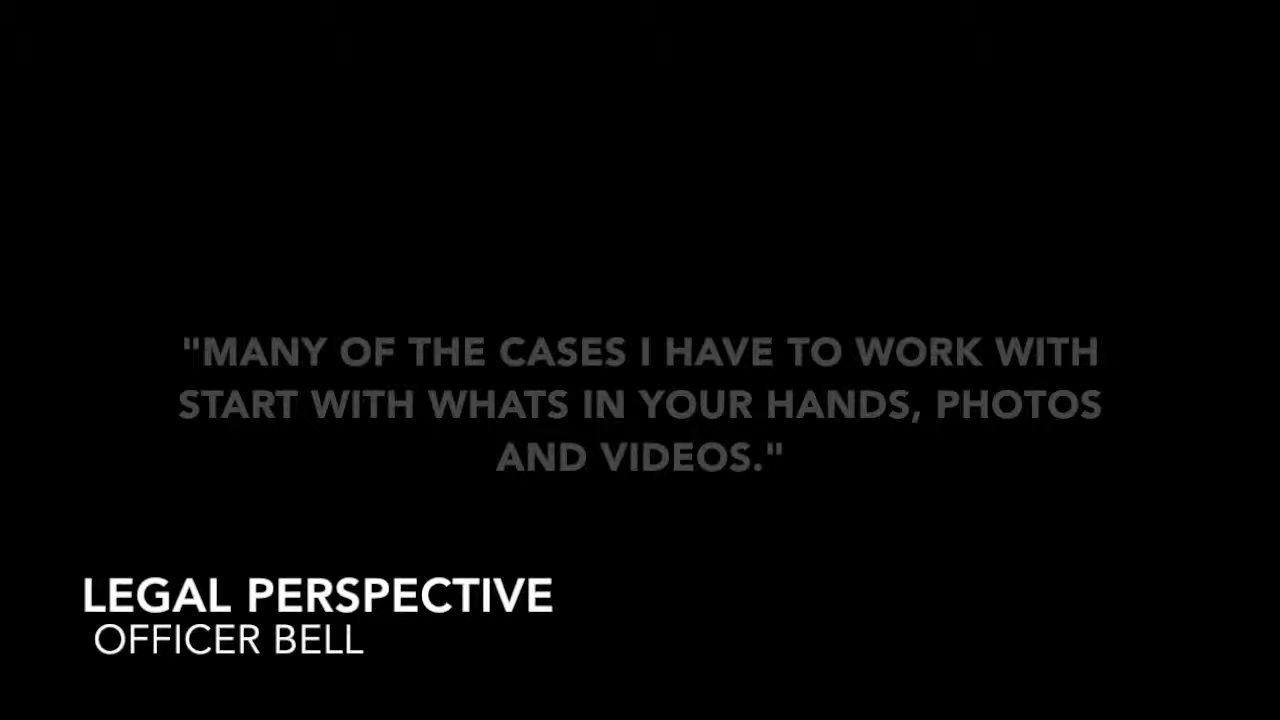 "MANY OF THE CASES I HAVE TO WORK WITH
START WITH WHATS IN YOUR HANDS, PHOTOS
AND VIDEOS."
LEGAL PERSPECTIVE
OFFICER BELL